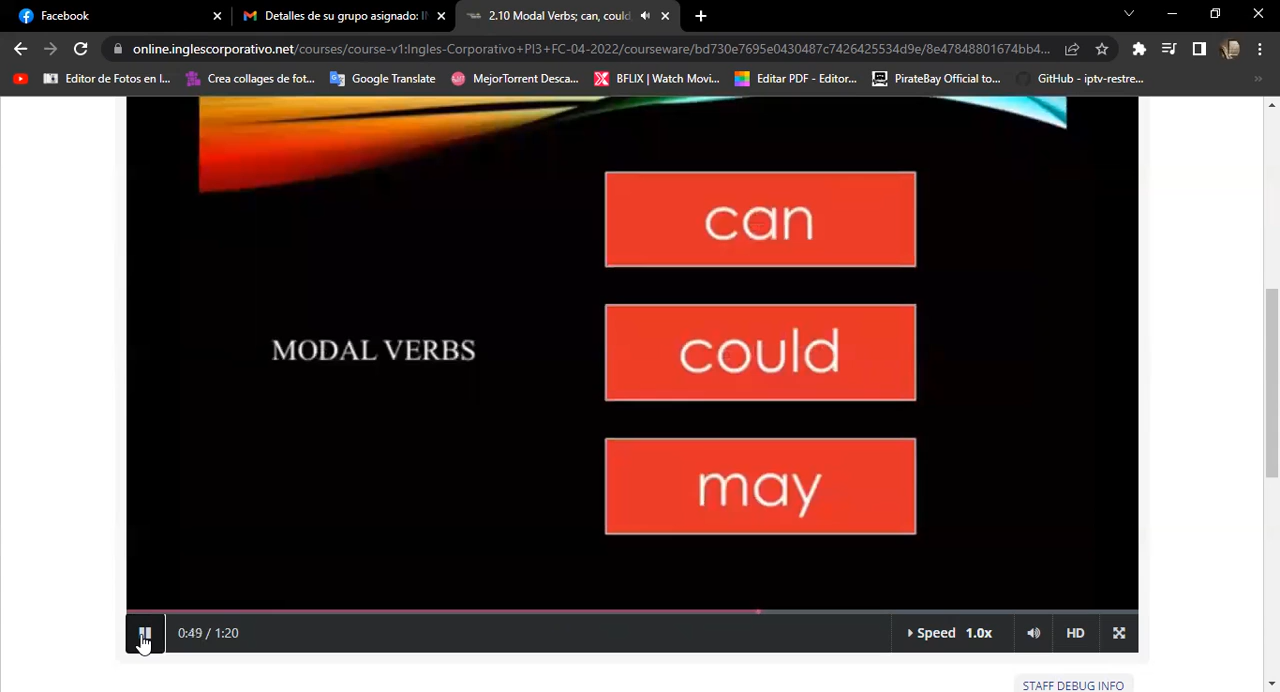 Facebook
Detalles de su grupo asignado: I
2.10 Modal Verbs; can, could,
online.inglescorporativo.net/courses/course-v1:Ingles-Corporativo+PI3+FC-04-2022/courseware/bd730e7695e0430487c7426425534d9e/8e47848801674bb4...
Editor de Fotos en l...
Crea collages de fot...
Google Translate
MejorTorrent Desca...
BFLIX | Watch Movi...
Editar PDF - Editor...
PirateBay Official to...
GitHub - iptv-restre...
can
could
MODAL VERBS
may
0:49 / 1:20
Speed 1.0x
HD
STAFF DEBUG INFO